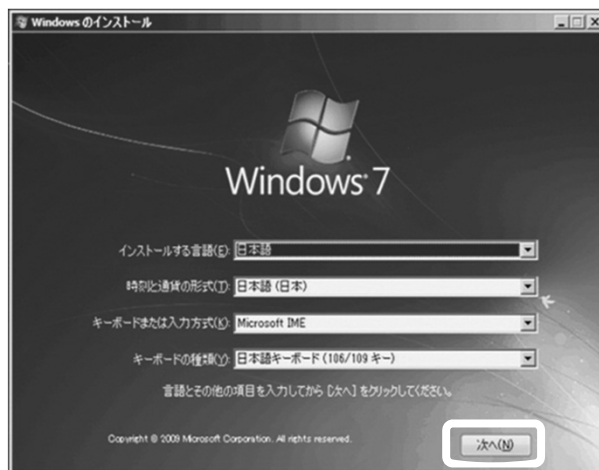 Windows のインストール
Windows 7
インストールする言語(E): 日本語
時刻と通貨の形式(T): 日本語 (日本)
キーボードまたは入力方式(K): Microsoft IME
キーボードの種類(Y): 日本語キーボード (106/109 キー)
言語とその他の項目を入力してから [次へ] をクリックしてください。
Copyright © 2009 Microsoft Corporation. All rights reserved.
次へ(N)